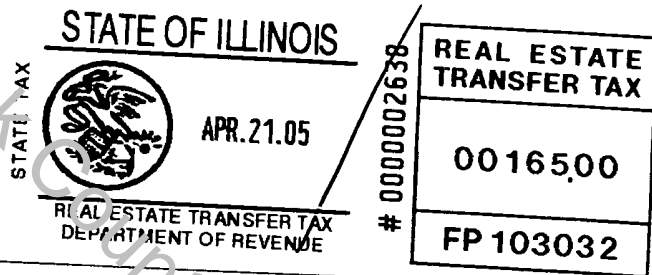 STATE OF ILLINOIS
STATE TAX
APR.21.05
REAL ESTATE TRANSFER TAX
DEPARTMENT OF REVENUE
# 0000002638
REAL ESTATE
TRANSFER TAX
00165.00
FP 103032